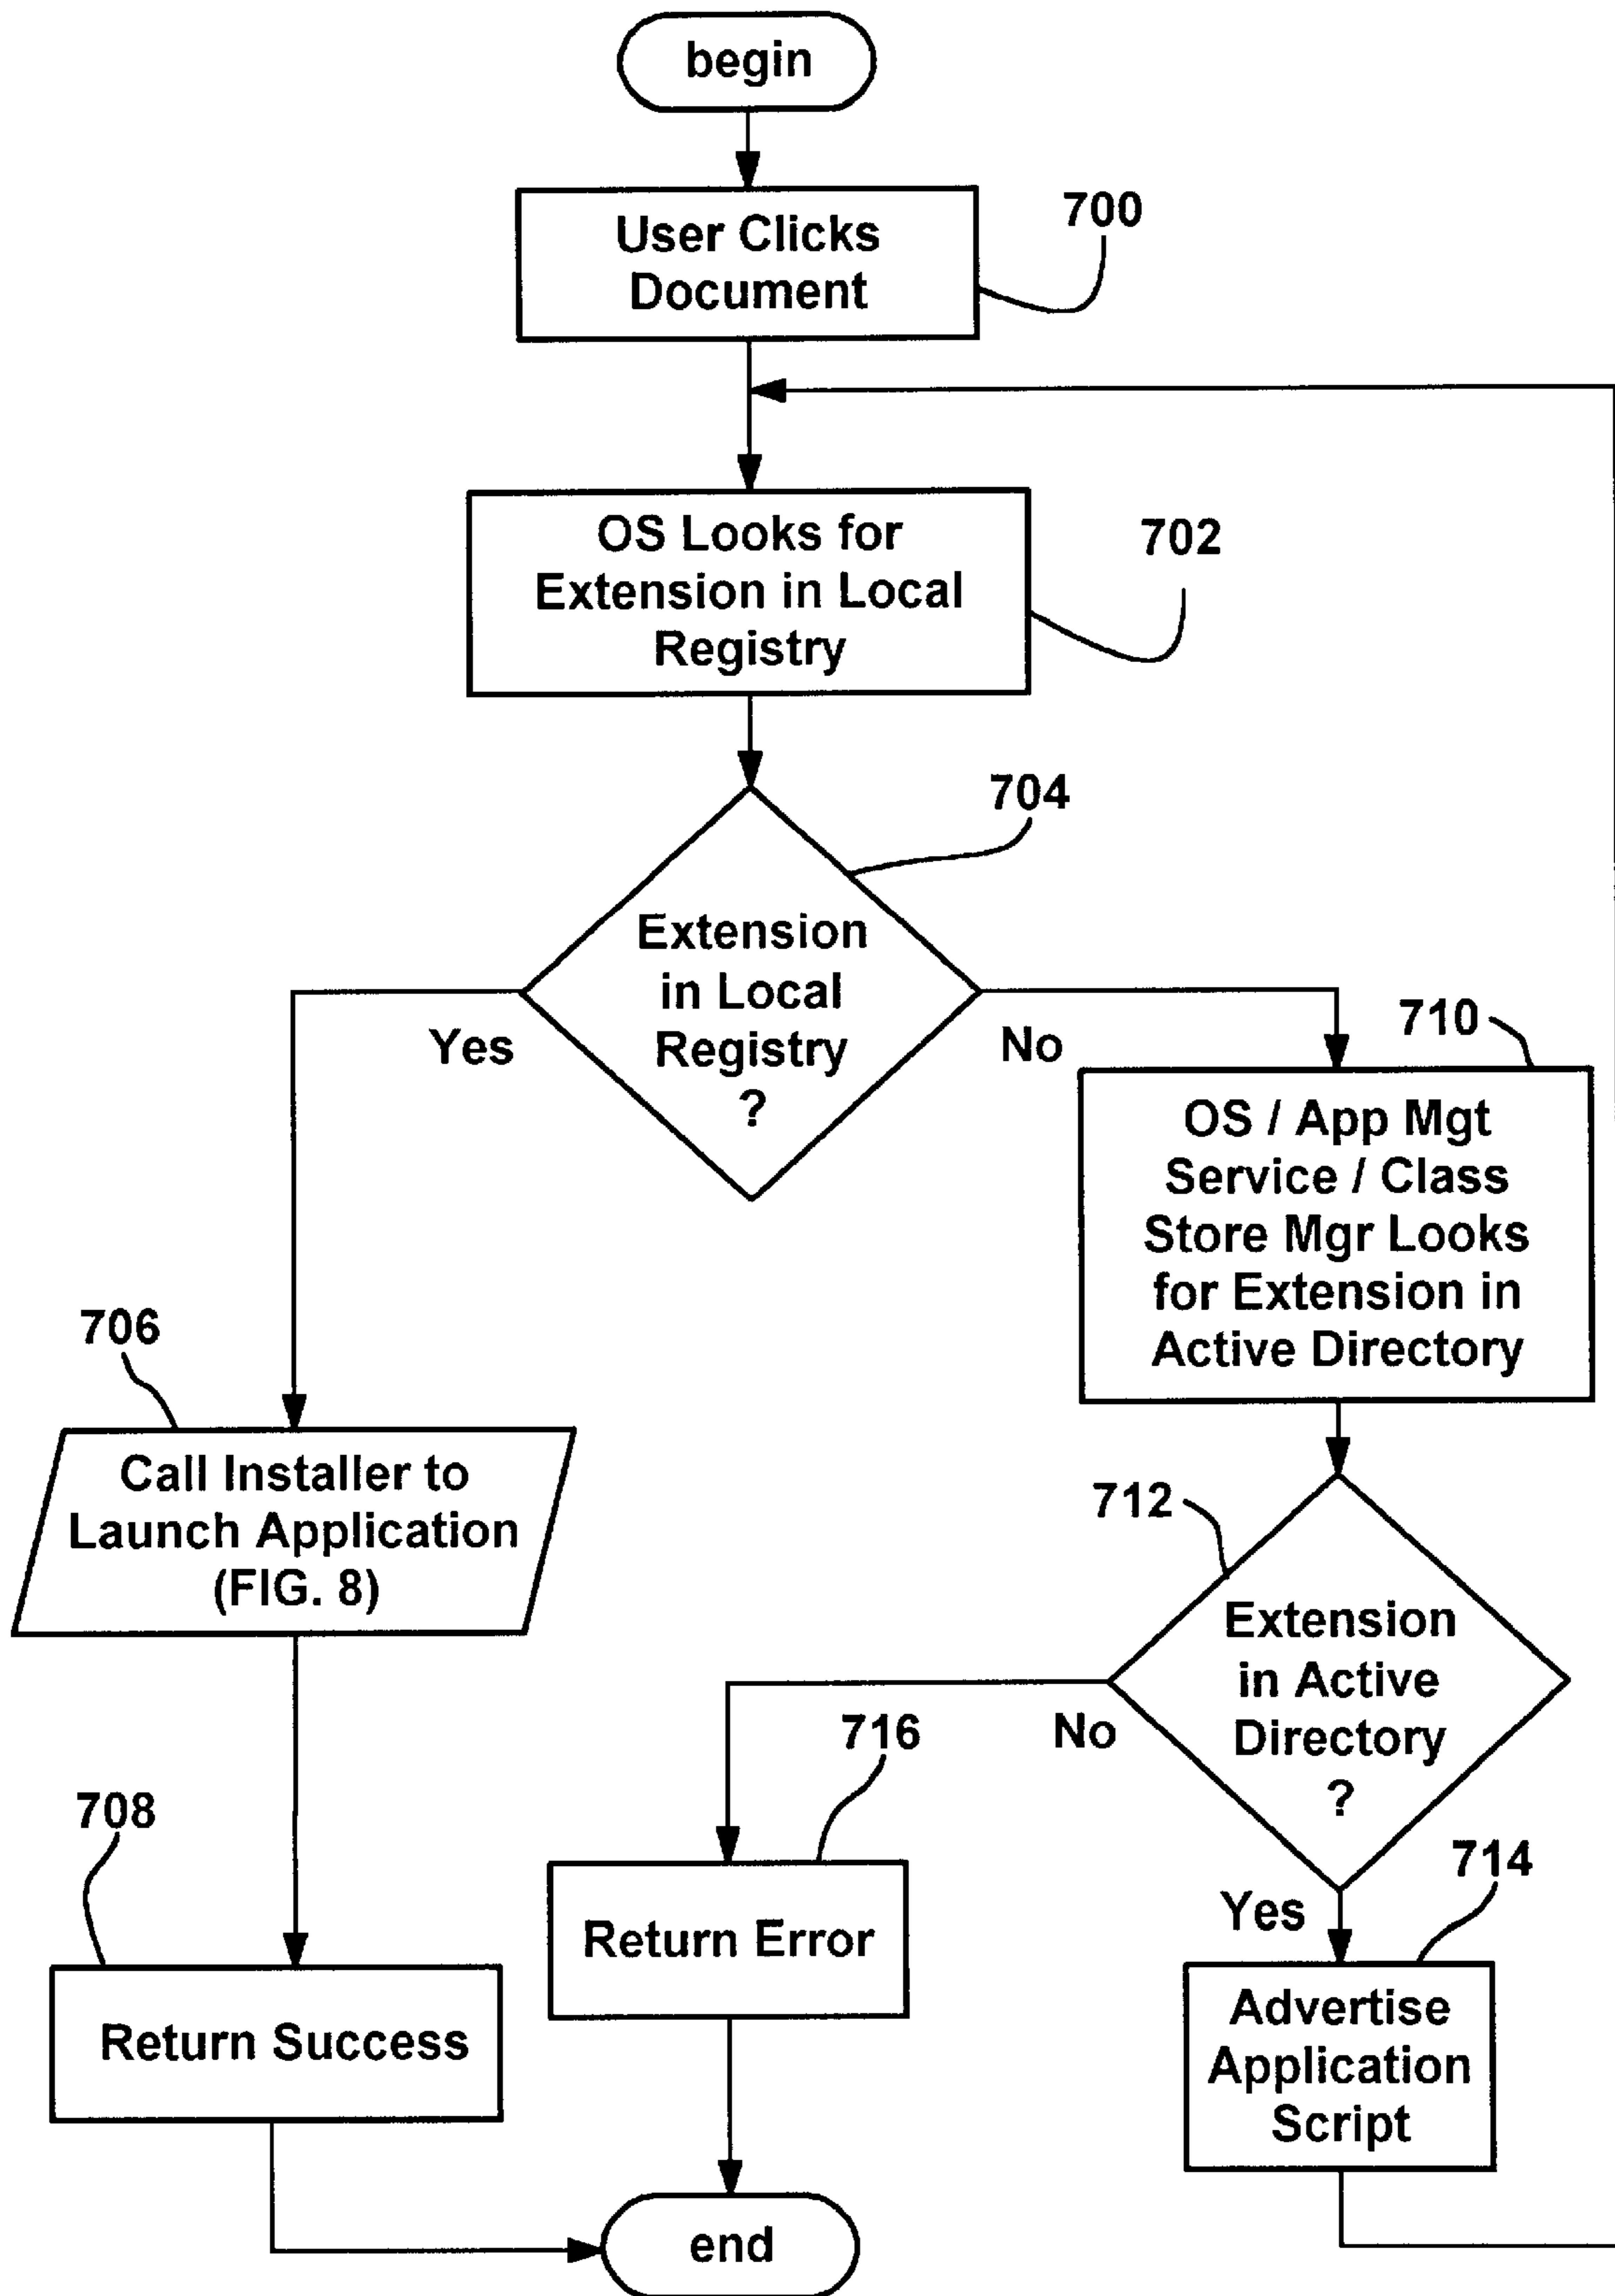 begin
700
User Clicks
Document
702
OS Looks for
Extension in Local
Registry
704
Extension
in Local
Registry
?
Yes
No
710
OS / App Mgt
Service / Class
Store Mgr Looks
for Extension in
Active Directory
706
Call Installer to
Launch Application
(FIG. 8)
712
Extension
in Active
Directory
?
No
716
Yes
714
708
Return Error
Return Success
Advertise
Application
Script
end